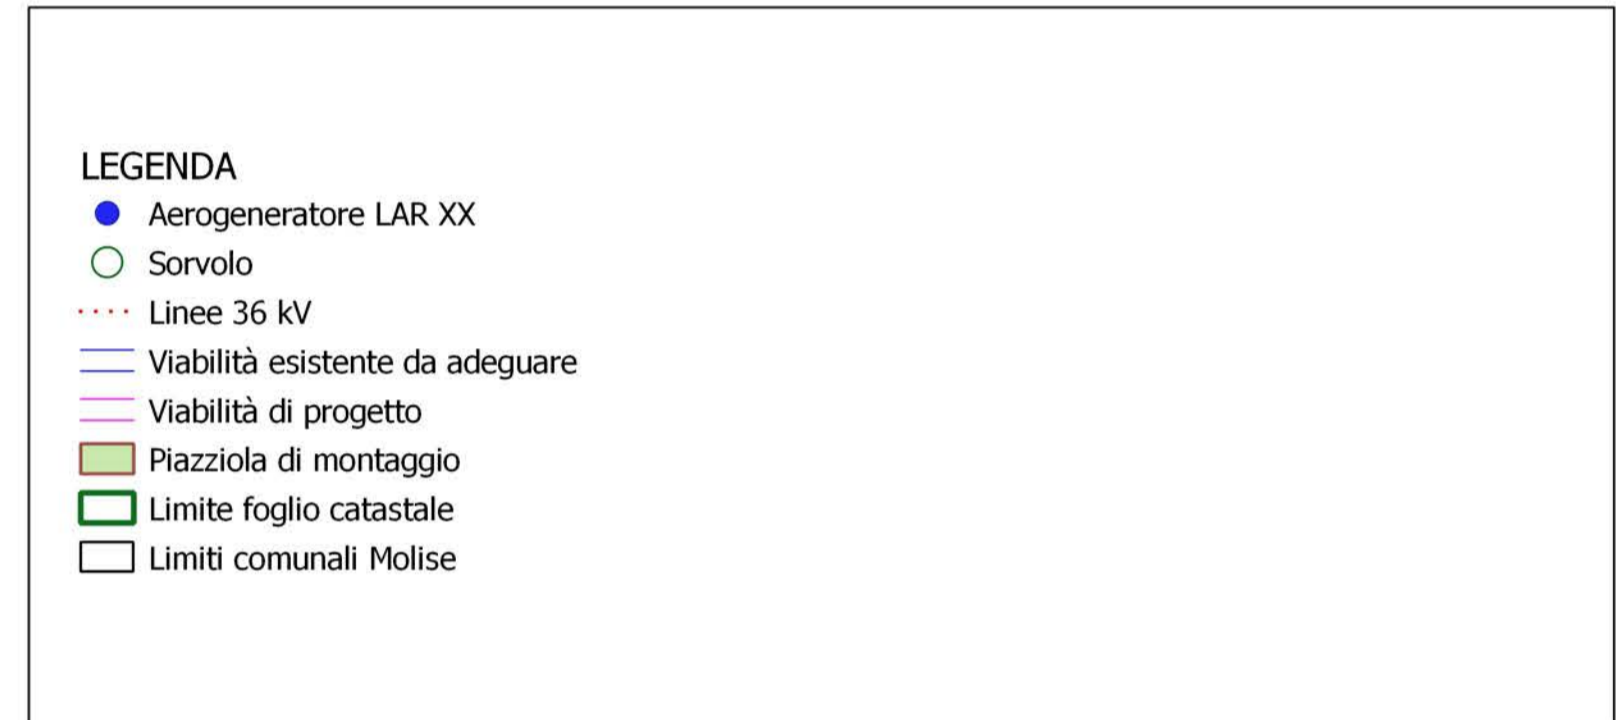 LEGENDA
Aerogeneratore LAR XX
Sorvolo
Linee 36 kV
Viabilità esistente da adeguare
Viabilità di progetto
Piazziola di montaggio
Limite foglio catastale
Limiti comunali Molise